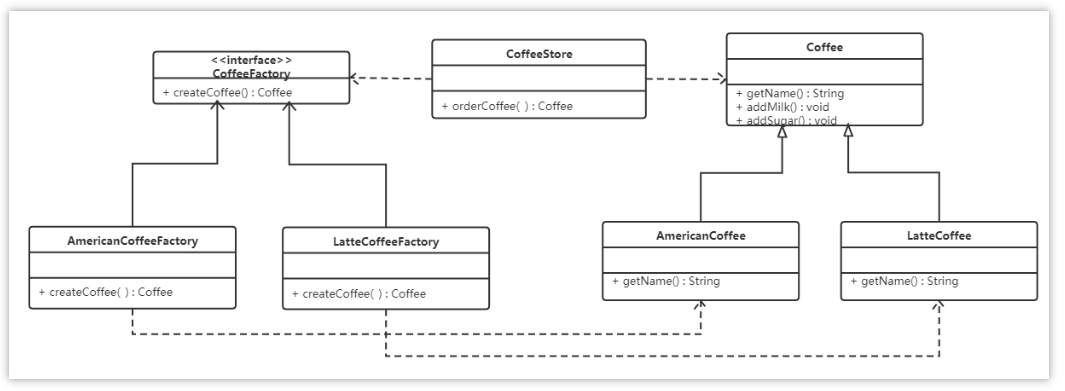 <<interface>>
CoffeeFactory
+ createCoffee() : Coffee
CoffeeStore
+ orderCoffee( ) : Coffee
Coffee
+ getName() : String
+ addMilk() : void
+ addSugar() : void
AmericanCoffeeFactory
+ createCoffee( ) : Coffee
LatteCoffeeFactory
+ createCoffee( ) : Coffee
AmericanCoffee
+ getName() : String
LatteCoffee
+ getName() : String